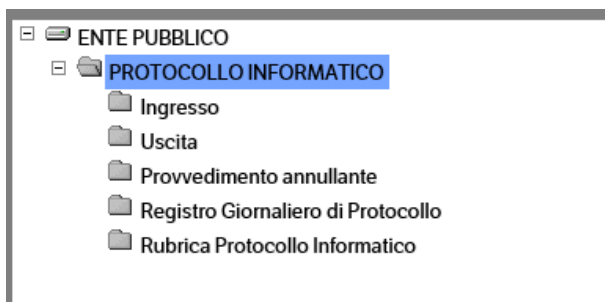 ENTE PUBBLICO
PROTOCOLLO INFORMATICO
Ingresso
Uscita
Provvedimento annullante
Registro Giornaliero di Protocollo
Rubrica Protocollo Informatico